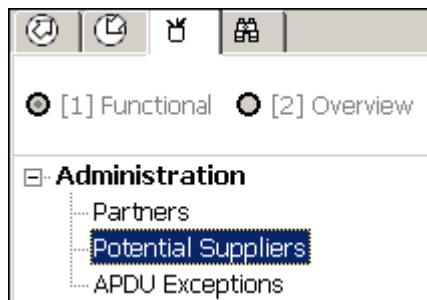 [1] Functional [2] Overview
Administration
Partners
Potential Suppliers
APDU Exceptions